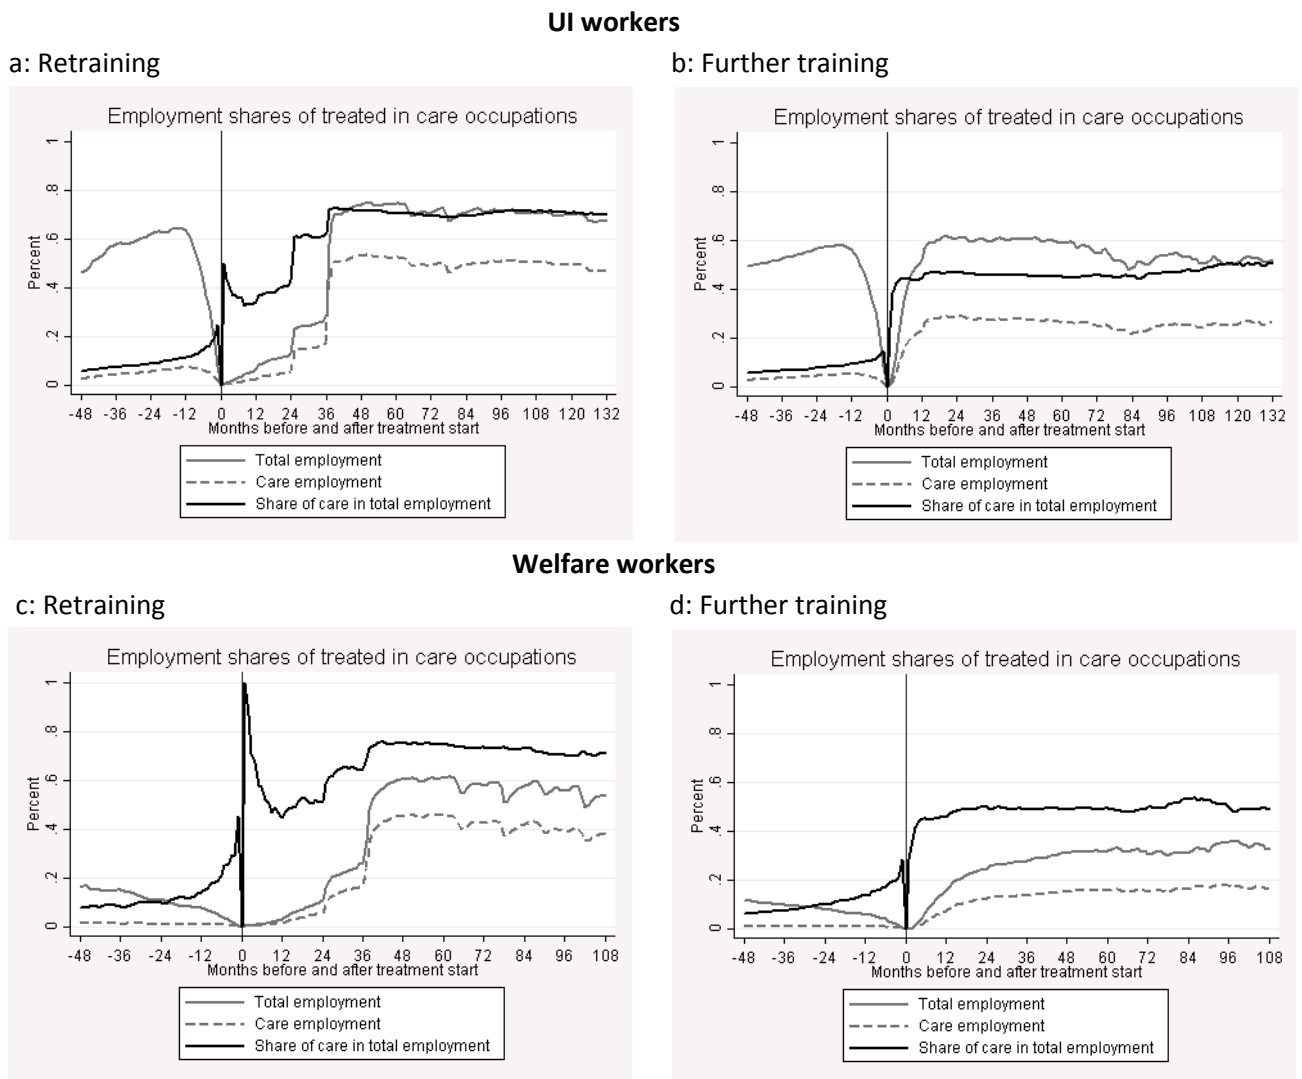 UI workers
a: Retraining
b: Further training
Employment shares of treated in care occupations
Percent
1
.8
.6
.4
.2
0
-48 -36 -24 -12 0 12 24 36 48 60 72 84 96 108 120 132
Months before and after treatment start
Total employment
Care employment
Share of care in total employment
Employment shares of treated in care occupations
Percent
1
.8
.6
.4
.2
0
-48 -36 -24 -12 0 12 24 36 48 60 72 84 96 108 120 132
Months before and after treatment start
Total employment
Care employment
Share of care in total employment
Welfare workers
c: Retraining
d: Further training
Employment shares of treated in care occupations
Percent
1
.8
.6
.4
.2
0
-48 -36 -24 -12 0 12 24 36 48 60 72 84 96 108
Months before and after treatment start
Total employment
Care employment
Share of care in total employment
Employment shares of treated in care occupations
Percent
1
.8
.6
.4
.2
0
-48 -36 -24 -12 0 12 24 36 48 60 72 84 96 108
Months before and after treatment start
Total employment
Care employment
Share of care in total employment